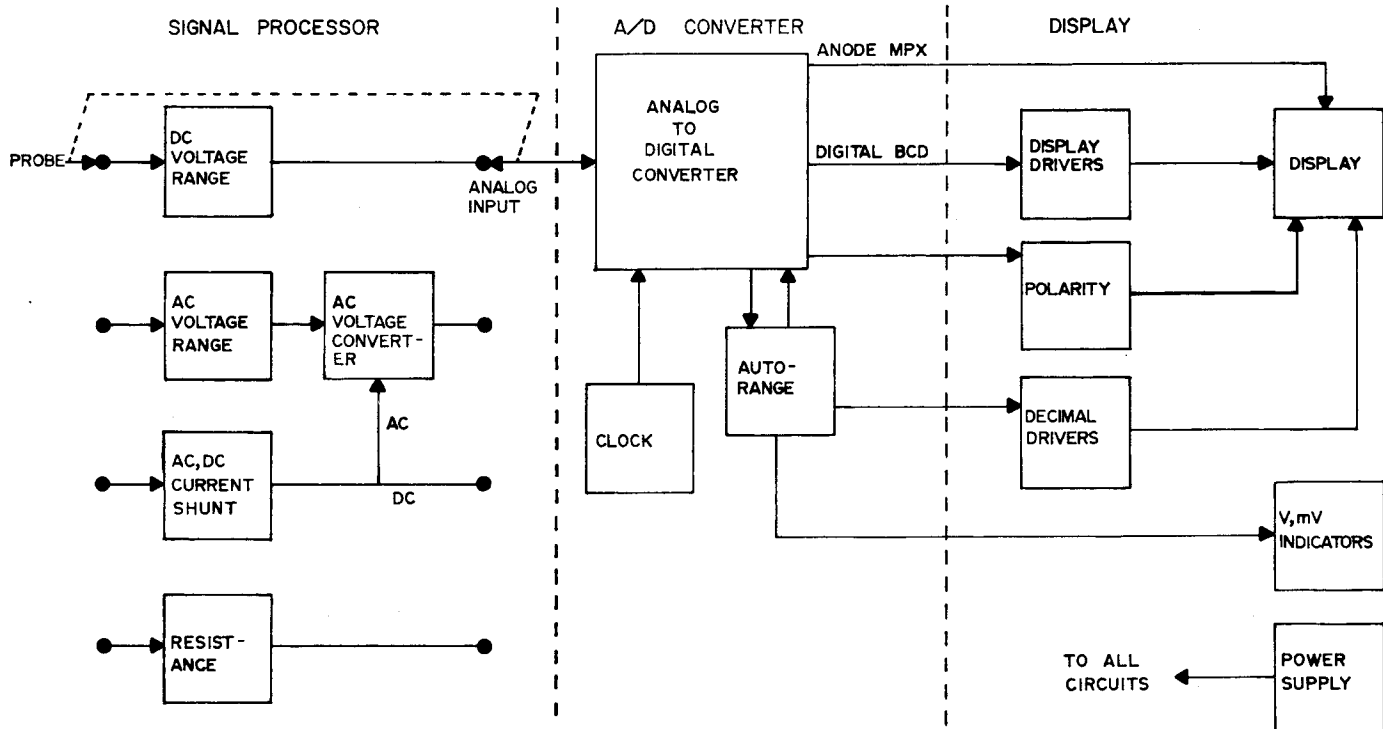 SIGNAL PROCESSOR
A/D CONVERTER
DISPLAY
PROBE
DC
VOLTAGE
RANGE
ANALOG
INPUT
ANALOG
TO
DIGITAL
CONVERTER
ANODE MPX
DIGITAL BCD
DISPLAY
DRIVERS
DISPLAY
AC
VOLTAGE
RANGE
AC
VOLTAGE
CONVERT-
ER
AUTO-
RANGE
POLARITY
AC
CLOCK
DECIMAL
DRIVERS
AC, DC
CURRENT
SHUNT
DC
V, mV
INDICATORS
RESIST-
ANCE
TO ALL
CIRCUITS
POWER
SUPPLY